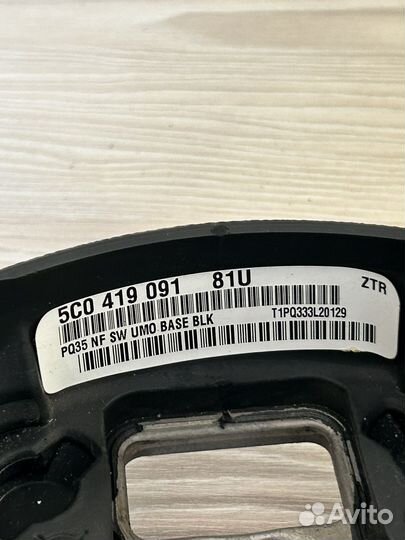 5C0 419 091 81U ZTR
PQ35 NF SW UMO BASE BLK T1PQ333L20129
Avito